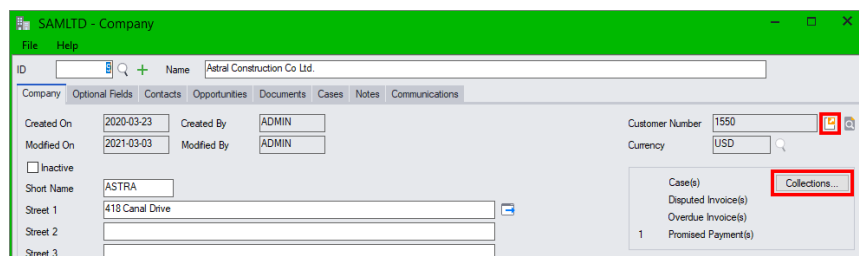 SAMLTD - Company
File Help
ID 5 Name Astral Construction Co Ltd.
Company Optional Fields Contacts Opportunities Documents Cases Notes Communications
Created On 2020-03-23 Created By ADMIN Customer Number 1550
Modified On 2021-03-03 Modified By ADMIN Currency USD
Inactive
Case(s) Collections...
Short Name ASTRA
Disputed Invoice(s)
Street 1 418 Canal Drive
Overdue Invoice(s)
Street 2
1 Promised Payment(s)
Street 3